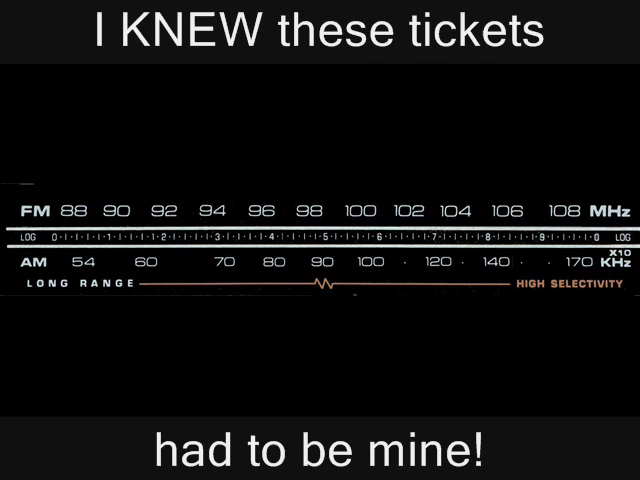 I KNEW these tickets
FM 88 90 92 94 96 98 100 102 104 106 108 MHz
LOG 0 1 2 3 4 5 6 7 8 9 0 LOG
AM 54 60 70 80 90 100 · 120 · 140 · · 170 X10 KHz
LONG RANGE HIGH SELECTIVITY
had to be mine!